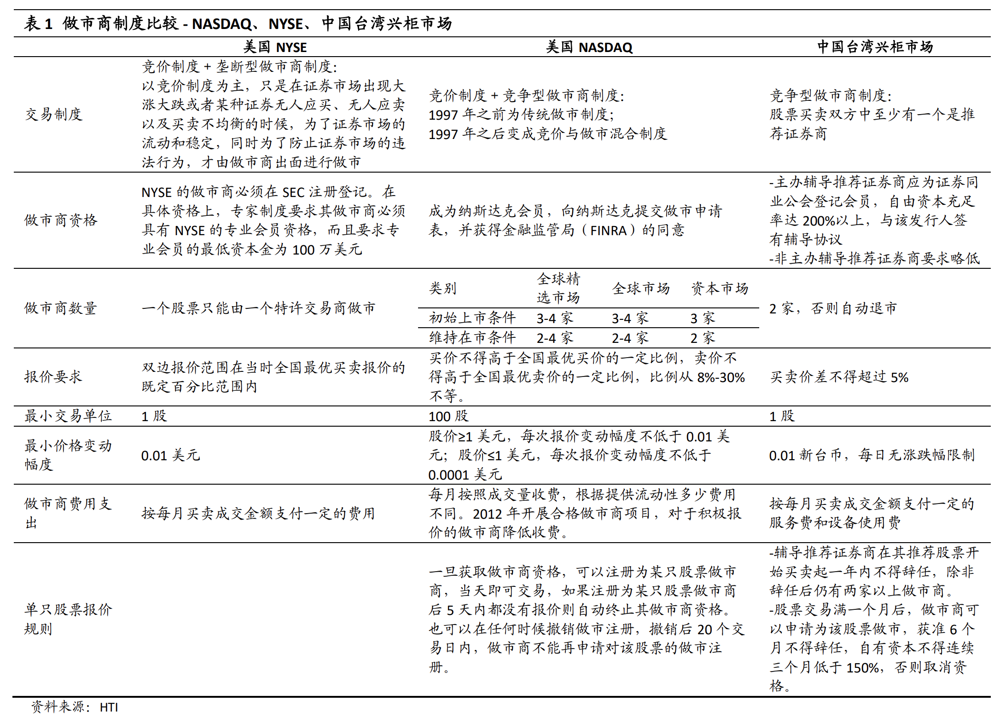 表 1 做市商制度比较 - NASDAQ、NYSE、中国台湾兴柜市场
美国 NYSE
美国 NASDAQ
中国台湾兴柜市场
交易制度
竞价制度 + 垄断型做市商制度：
以竞价制度为主，只是在证券市场出现大
涨大跌或者某种证券无人应买、无人应卖
以及买卖不均衡的时候，为了证券市场的
流动和稳定，同时为了防止证券市场的违
法行为，才由做市商出面进行做市
竞价制度 + 竞争型做市商制度：
1997 年之前为传统做市制度；
1997 年之后变成竞价与做市混合制度
竞争型做市商制度：
股票买卖双方中至少有一个是推
荐证券商
做市商资格
NYSE 的做市商必须在 SEC 注册登记。在
具体资格上，专家制度要求其做市商必须
具有 NYSE 的专业会员资格，而且要求专
业会员的最低资本金为 100 万美元
成为纳斯达克会员，向纳斯达克提交做市申请
表，并获得金融监管局（FINRA）的同意
-主办辅导推荐证券商应为证券同
业公会登记会员，自由资本充足
率达 200%以上，与该发行人签
有辅导协议
-非主办辅导推荐证券商要求略低
做市商数量
一个股票只能由一个特许交易商做市
类别
全球精
选市场
全球市场
资本市场
初始上市条件
3-4 家
3-4 家
3 家
维持在市条件
2-4 家
2-4 家
2 家
2 家，否则自动退市
报价要求
双边报价范围在当时全国最优买卖报价的
既定百分比范围内
买价不得高于全国最优买价的一定比例，卖价不
得高于全国最优卖价的一定比例，比例从 8%-30%
不等。
买卖价差不得超过 5%
最小交易单位
1 股
100 股
1 股
最小价格变动
幅度
0.01 美元
股价≥1 美元，每次报价变动幅度不低于 0.01 美
元；股价≤1 美元，每次报价变动幅度不低于
0.0001 美元
0.01 新台币，每日无涨跌幅限制
做市商费用支
出
按每月买卖成交金额支付一定的费用
每月按照成交量收费，根据提供流动性多少费用
不同。2012 年开展合格做市商项目，对于积极报
价的做市商降低收费。
按每月买卖成交金额支付一定的
服务费和设备使用费
单只股票报价
规则
一旦获取做市商资格，可以注册为某只股票做市
商，当天即可交易，如果注册为某只股票做市商
后 5 天内都没有报价则自动终止其做市商资格。
也可以在任何时候撤销做市注册，撤销后 20 个交
易日内，做市商不能再申请对该股票的做市注
册。
-辅导推荐证券商在其推荐股票开
始买卖起一年内不得辞任，除非
辞任后仍有两家以上做市商。
-股票交易满一个月后，做市商可
以申请为该股票做市，获准 6 个
月不得辞任，自有资本不得连续
三个月低于 150%，否则取消资
格。
资料来源：HTI